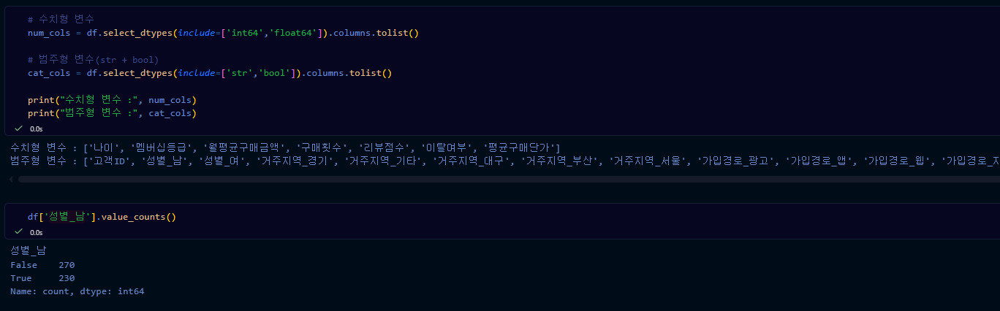 # 수치형 변수
num_cols = df.select_dtypes(include=['int64','float64']).columns.tolist()
# 범주형 변수(str + bool)
cat_cols = df.select_dtypes(include=['str','bool']).columns.tolist()
print("수치형 변수 :", num_cols)
print("범주형 변수 :", cat_cols)
0.0s
수치형 변수 : ['나이', '멤버십등급', '월평균구매금액', '구매횟수', '리뷰점수', '이탈여부', '평균구매단가']
범주형 변수 : ['고객ID', '성별_남', '성별_여', '거주지역_경기', '거주지역_기타', '거주지역_대구', '거주지역_부산', '거주지역_서울', '가입경로_광고', '가입경로_앱', '가입경로_웹', '가입경로_지
df['성별_남'].value_counts()
0.0s
성별_남
False 270
True 230
Name: count, dtype: int64